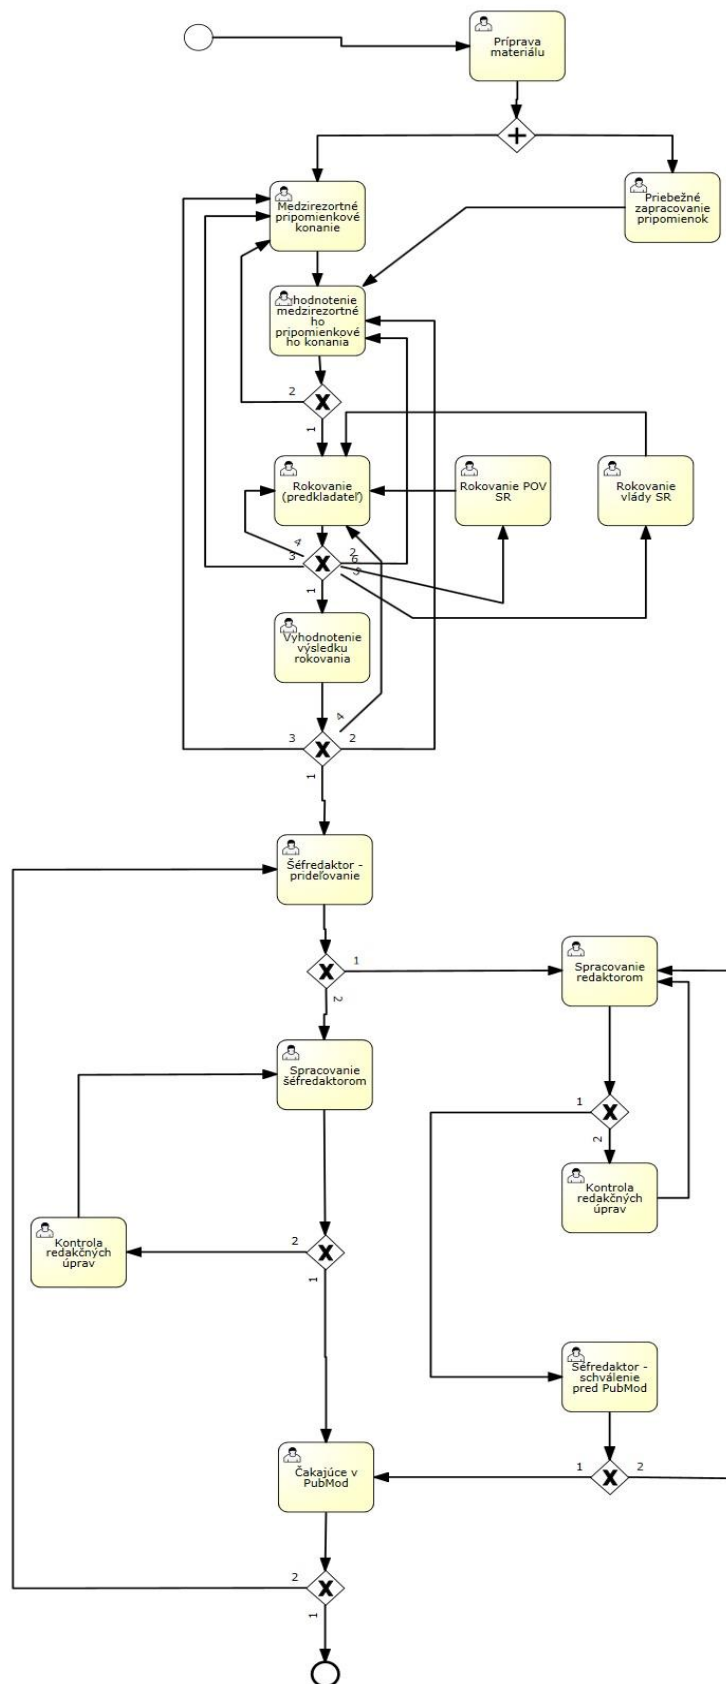 Príprava
materiálu
Medzirezortné
pripomienkové
konanie
Priebežné
zapracovanie
pripomienok
hodnotenie
medzirezortné
ho
pripomienkové
ho konania
2
1
Rokovanie
(predkladateľ)
Rokovanie POV
SR
Rokovanie
vlády SR
4
3
2
6
5
1
Vyhodnotenie
výsledku
rokovania
4
3
2
1
Šéfredaktor -
prideľovanie
1
2
Spracovanie
redaktorom
Spracovanie
šéfredaktorom
1
2
Kontrola
redakčných
úprav
Kontrola
redakčných
úprav
2
1
Šéfredaktor -
schválenie
pred PubMod
Čakajúce v
PubMod
1
2
2
1